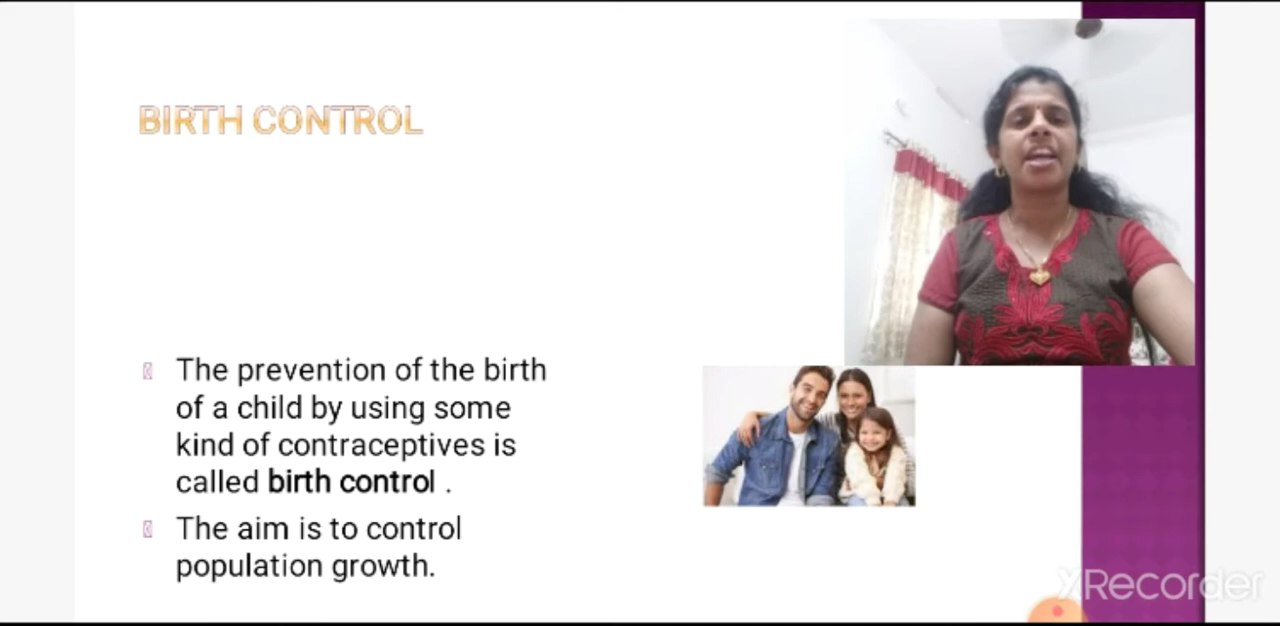 BIRTH CONTROL
The prevention of the birth
of a child by using some
kind of contraceptives is
called birth control .
The aim is to control
population growth.
XRecorder